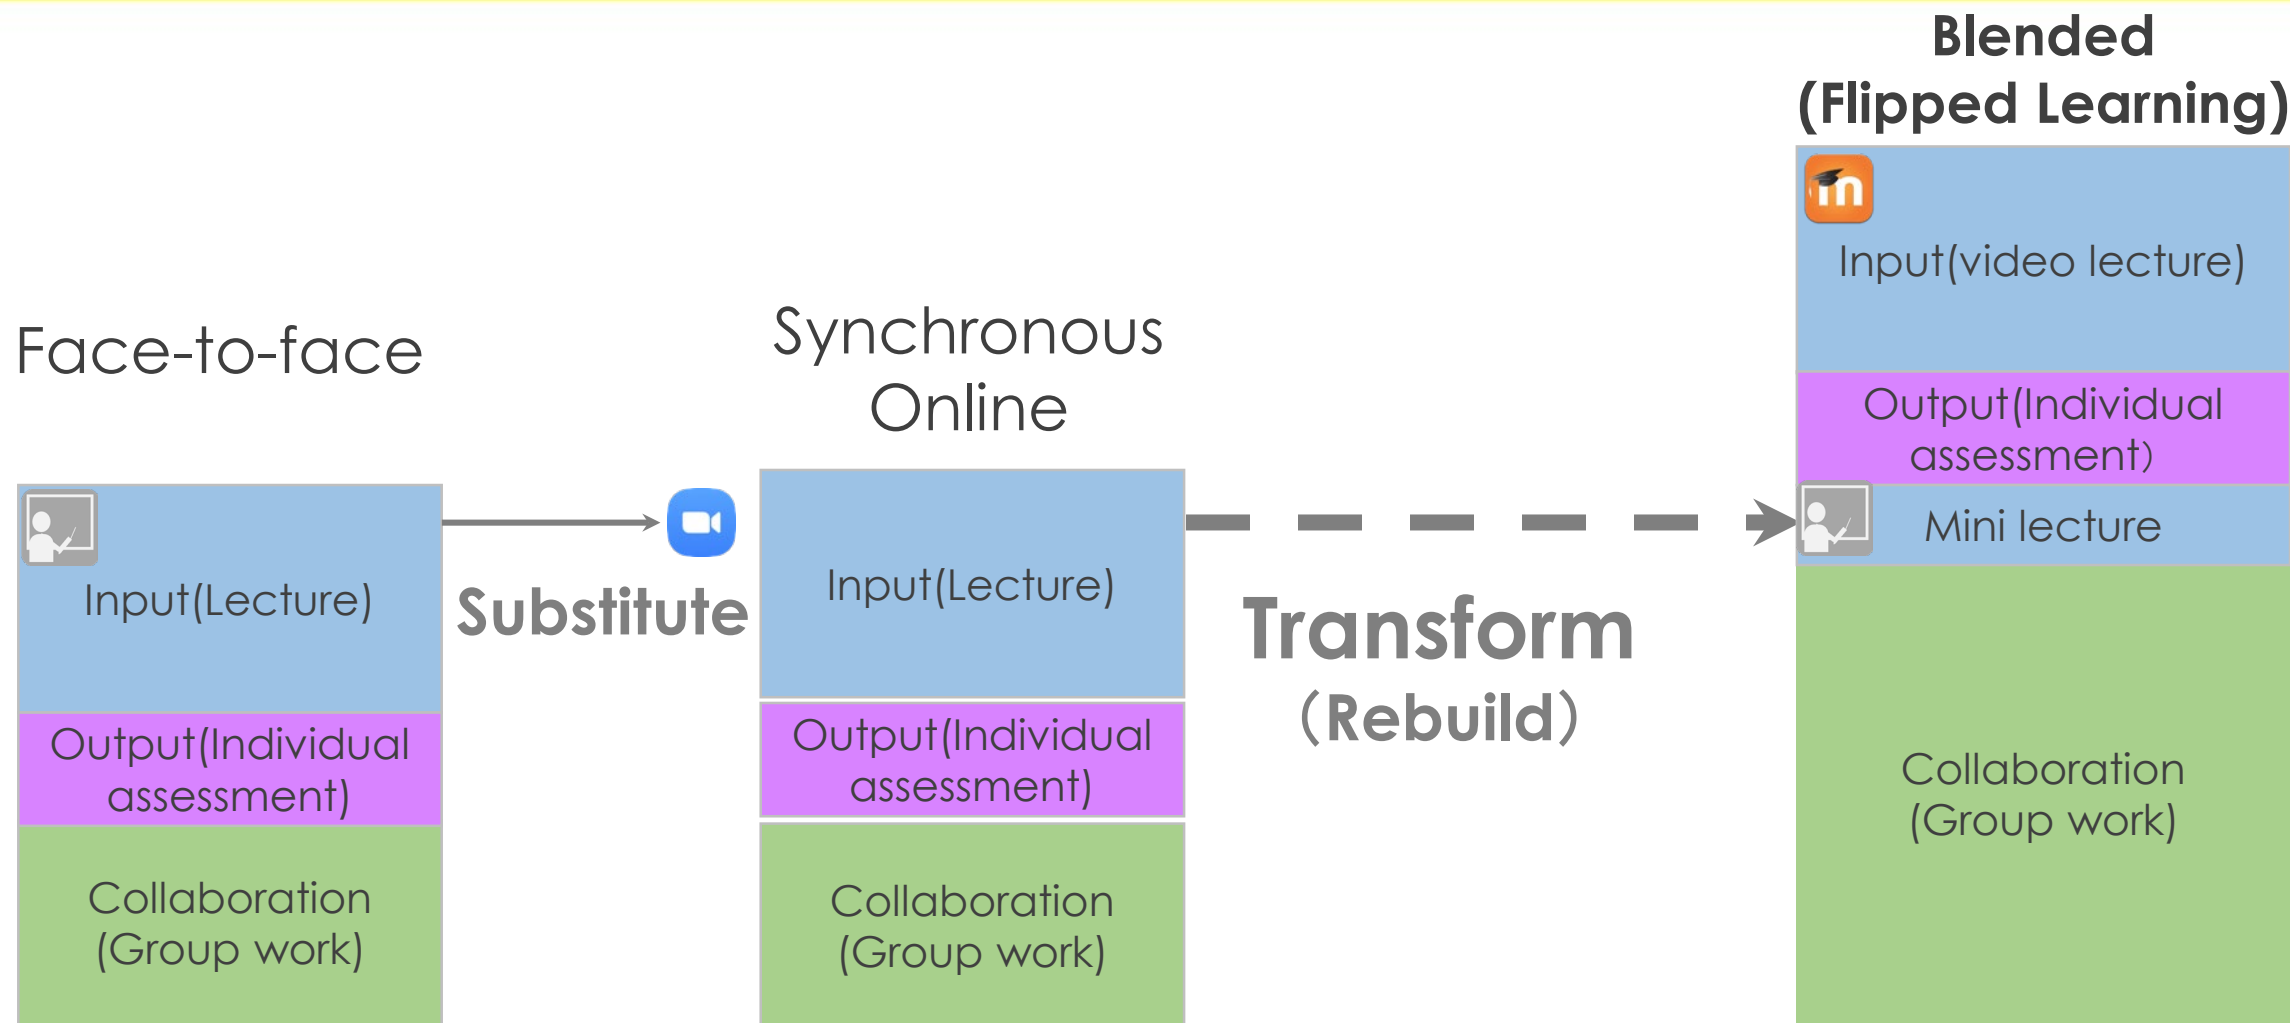 Face-to-face
Input(Lecture)
Output(Individual
assessment)
Collaboration
(Group work)
Substitute
Synchronous
Online
Input(Lecture)
Output(Individual
assessment)
Collaboration
(Group work)
Transform
（Rebuild）
Blended
(Flipped Learning)
m
Input(video lecture)
Output(Individual
assessment）
Mini lecture
Collaboration
(Group work)